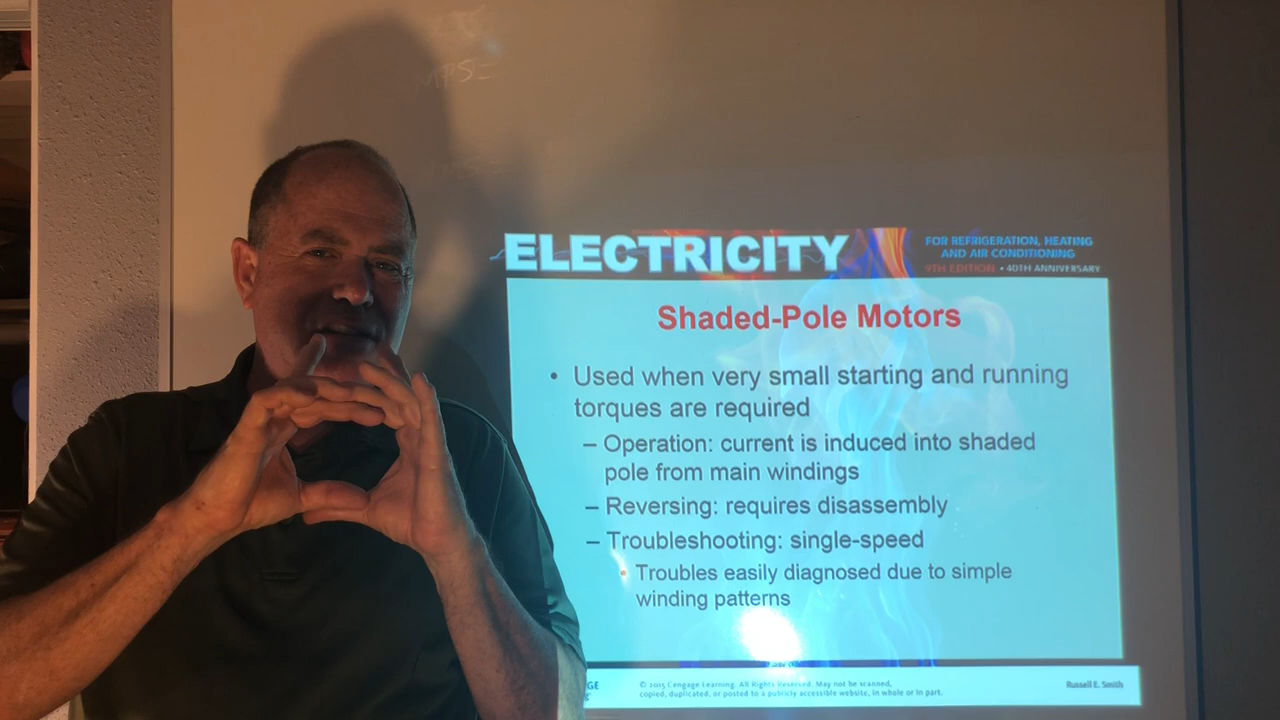 MPS=
ELECTRICITY
FOR REFRIGERATION, HEATING
AND AIR CONDITIONING
9TH EDITION • 40TH ANNIVERSARY
Shaded-Pole Motors
• Used when very small starting and running
torques are required
– Operation: current is induced into shaded
pole from main windings
– Reversing: requires disassembly
– Troubleshooting: single-speed
• Troubles easily diagnosed due to simple
winding patterns
© 2015 Cengage Learning. All Rights Reserved. May not be scanned,
copied, duplicated, or posted to a publicly accessible website, in whole or in part.
Russell E. Smith